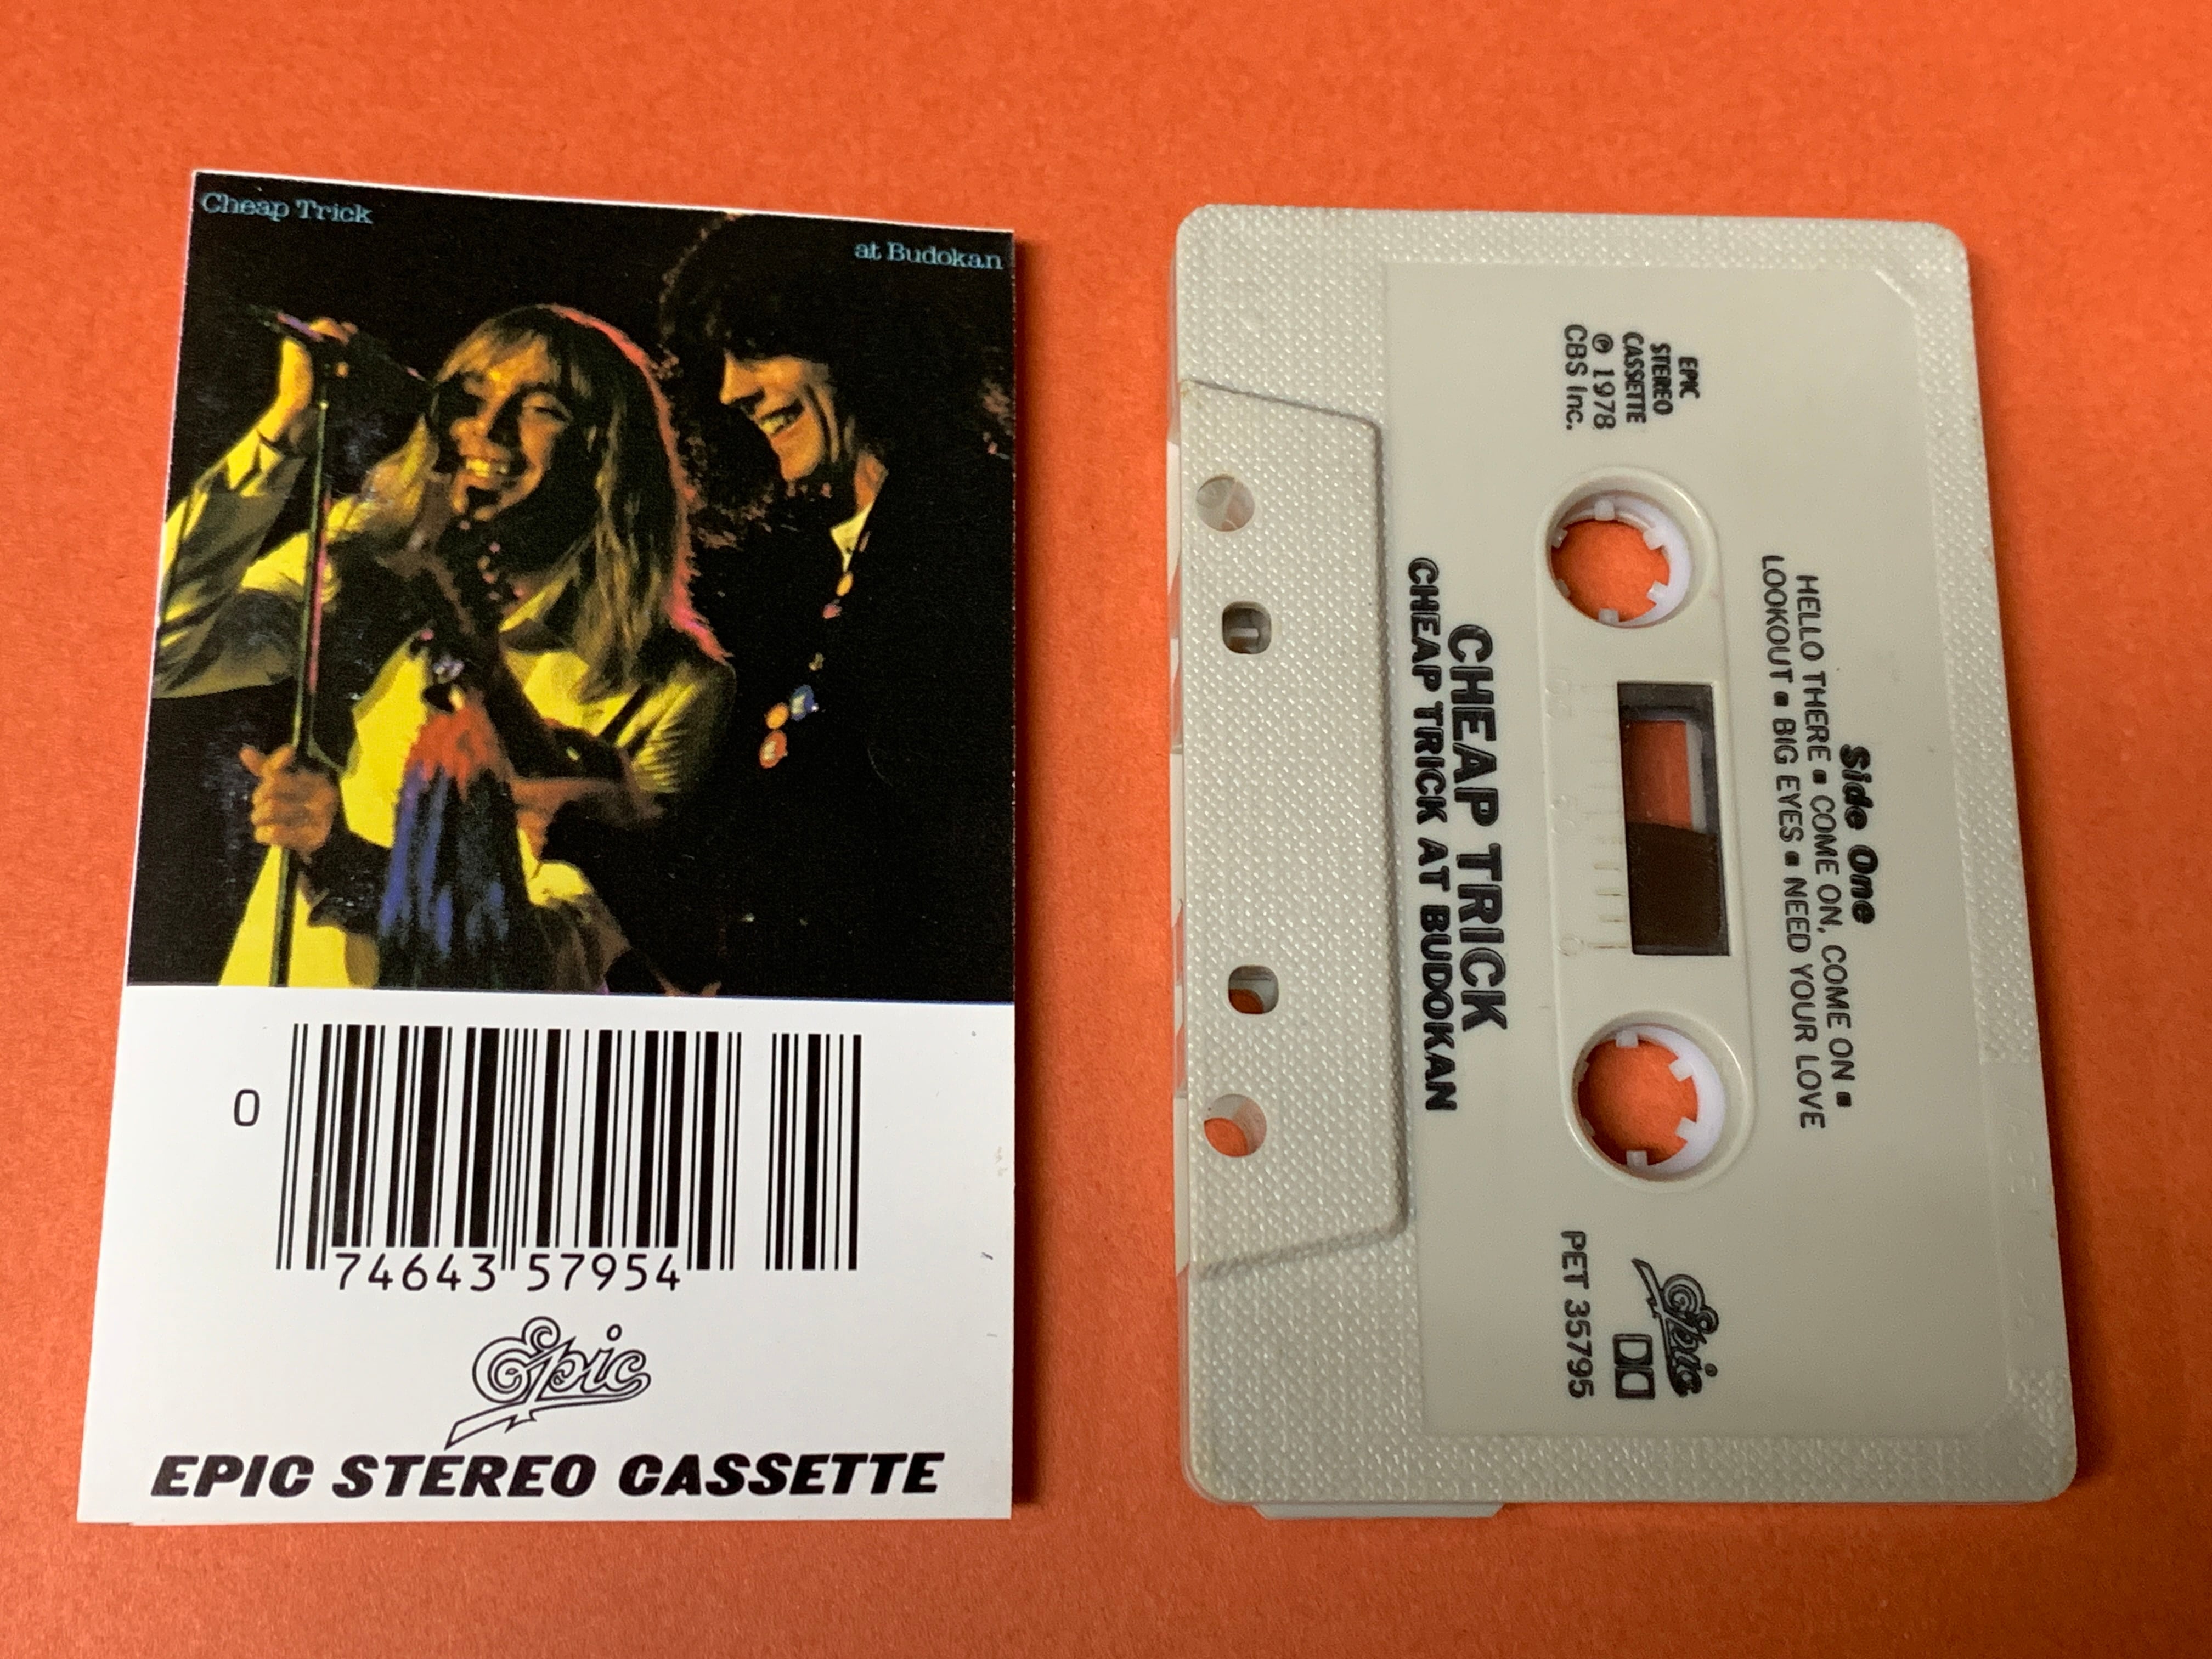 Cheap Trick
at Budokan
0
74643 57954
Epic
EPIC STEREO CASSETTE
Side One
HELLO THERE ▪ COME ON, COME ON ▪
LOOKOUT ▪ BIG EYES ▪ NEED YOUR LOVE
EPIC
STEREO
CASSETTE
℗ 1978
CBS Inc.
Epic
PET 35795
CHEAP TRICK
CHEAP TRICK AT BUDOKAN